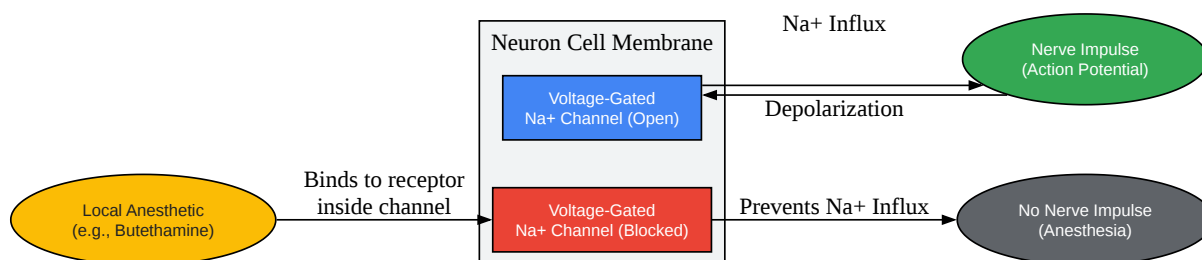 Neuron Cell Membrane
Voltage-Gated
Na+ Channel (Open)
Na+ Influx
Depolarization
Nerve Impulse
(Action Potential)
Local Anesthetic
(e.g., Butethamine)
Binds to receptor
inside channel
Voltage-Gated
Na+ Channel (Blocked)
Prevents Na+ Influx
No Nerve Impulse
(Anesthesia)